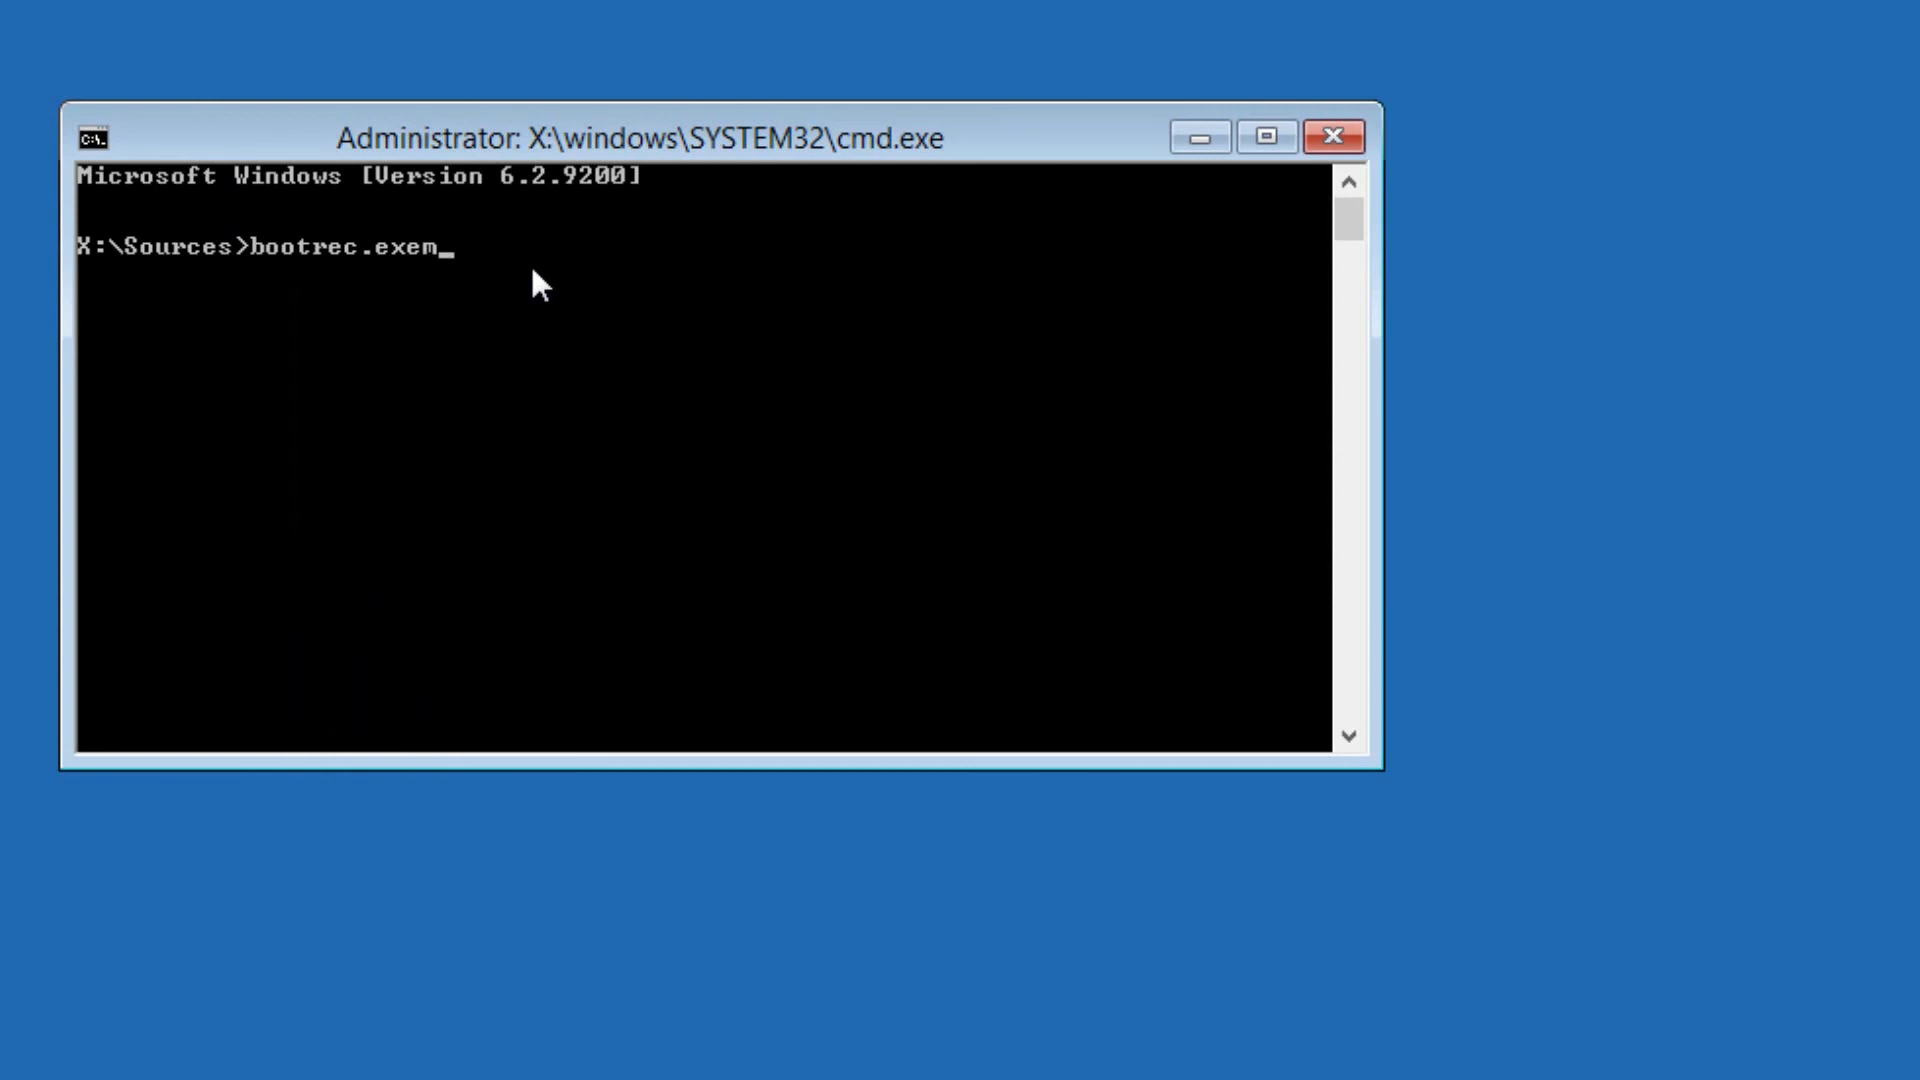 Administrator: X:\windows\SYSTEM32\cmd.exe
Microsoft Windows [Version 6.2.9200]
X:\Sources>bootrec.exem_